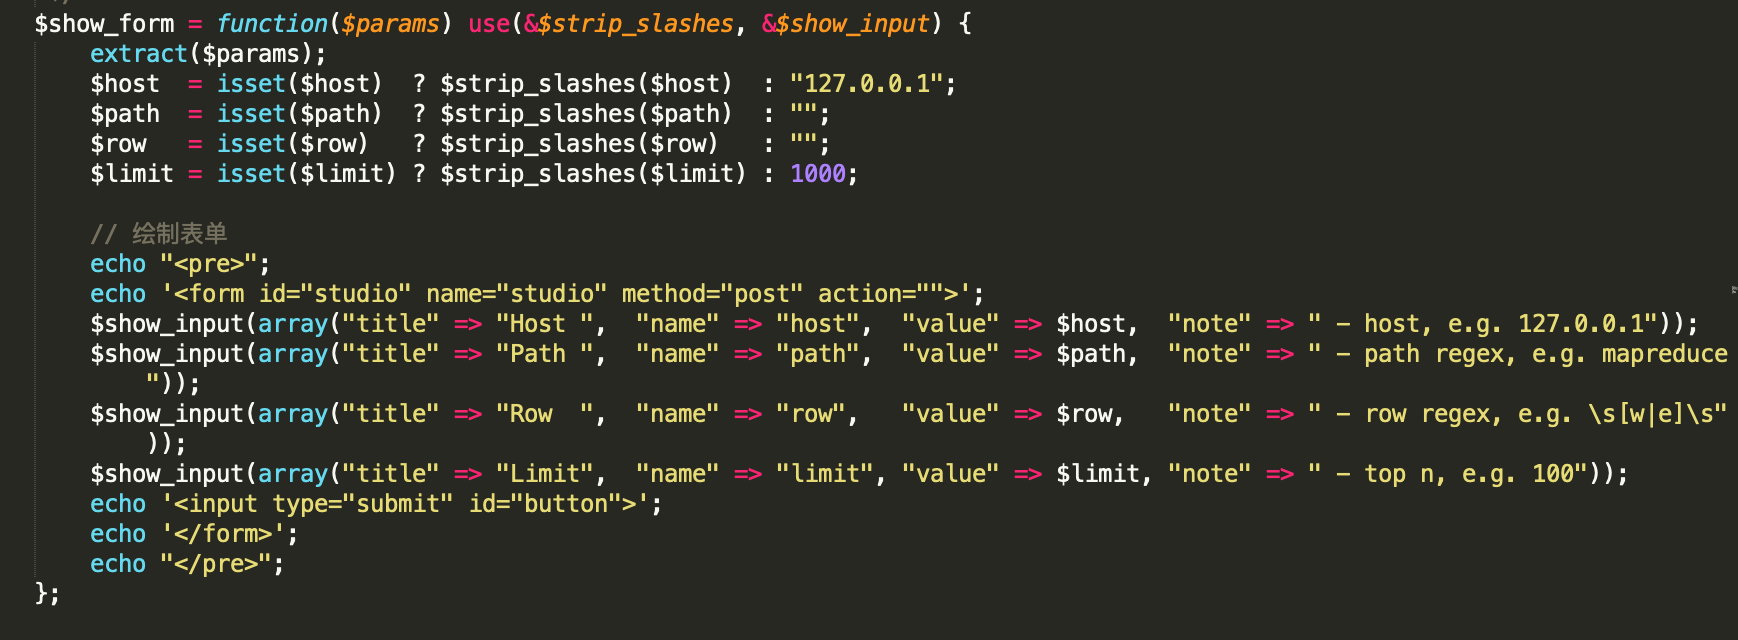 $show_form = function($params) use(&$strip_slashes, &$show_input) {
    extract($params);
    $host  = isset($host)  ? $strip_slashes($host)  : "127.0.0.1";
    $path  = isset($path)  ? $strip_slashes($path)  : "";
    $row   = isset($row)   ? $strip_slashes($row)   : "";
    $limit = isset($limit) ? $strip_slashes($limit) : 1000;

    // 绘制表单
    echo "<pre>";
    echo '<form id="studio" name="studio" method="post" action="">';
    $show_input(array("title" => "Host ",  "name" => "host",  "value" => $host,  "note" => " - host, e.g. 127.0.0.1"));
    $show_input(array("title" => "Path ",  "name" => "path",  "value" => $path,  "note" => " - path regex, e.g. mapreduce
        "));
    $show_input(array("title" => "Row  ",  "name" => "row",   "value" => $row,   "note" => " - row regex, e.g. \s[w|e]\s"
        ));
    $show_input(array("title" => "Limit",  "name" => "limit", "value" => $limit, "note" => " - top n, e.g. 100"));
    echo '<input type="submit" id="button">';
    echo '</form>';
    echo "</pre>";
};